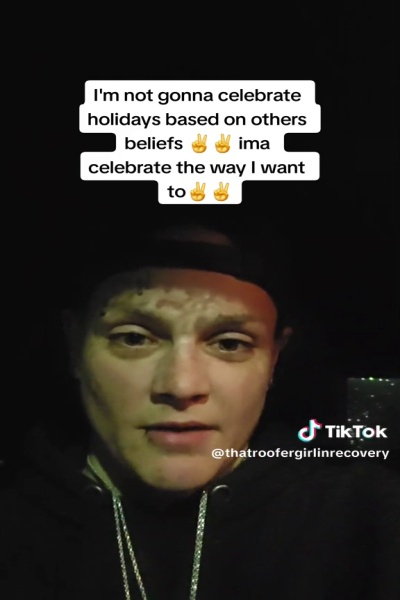 I'm not gonna celebrate
holidays based on others
beliefs ✌️✌️ ima
celebrate the way I want
to✌️✌️
TikTok
@thatroofergirlinrecovery